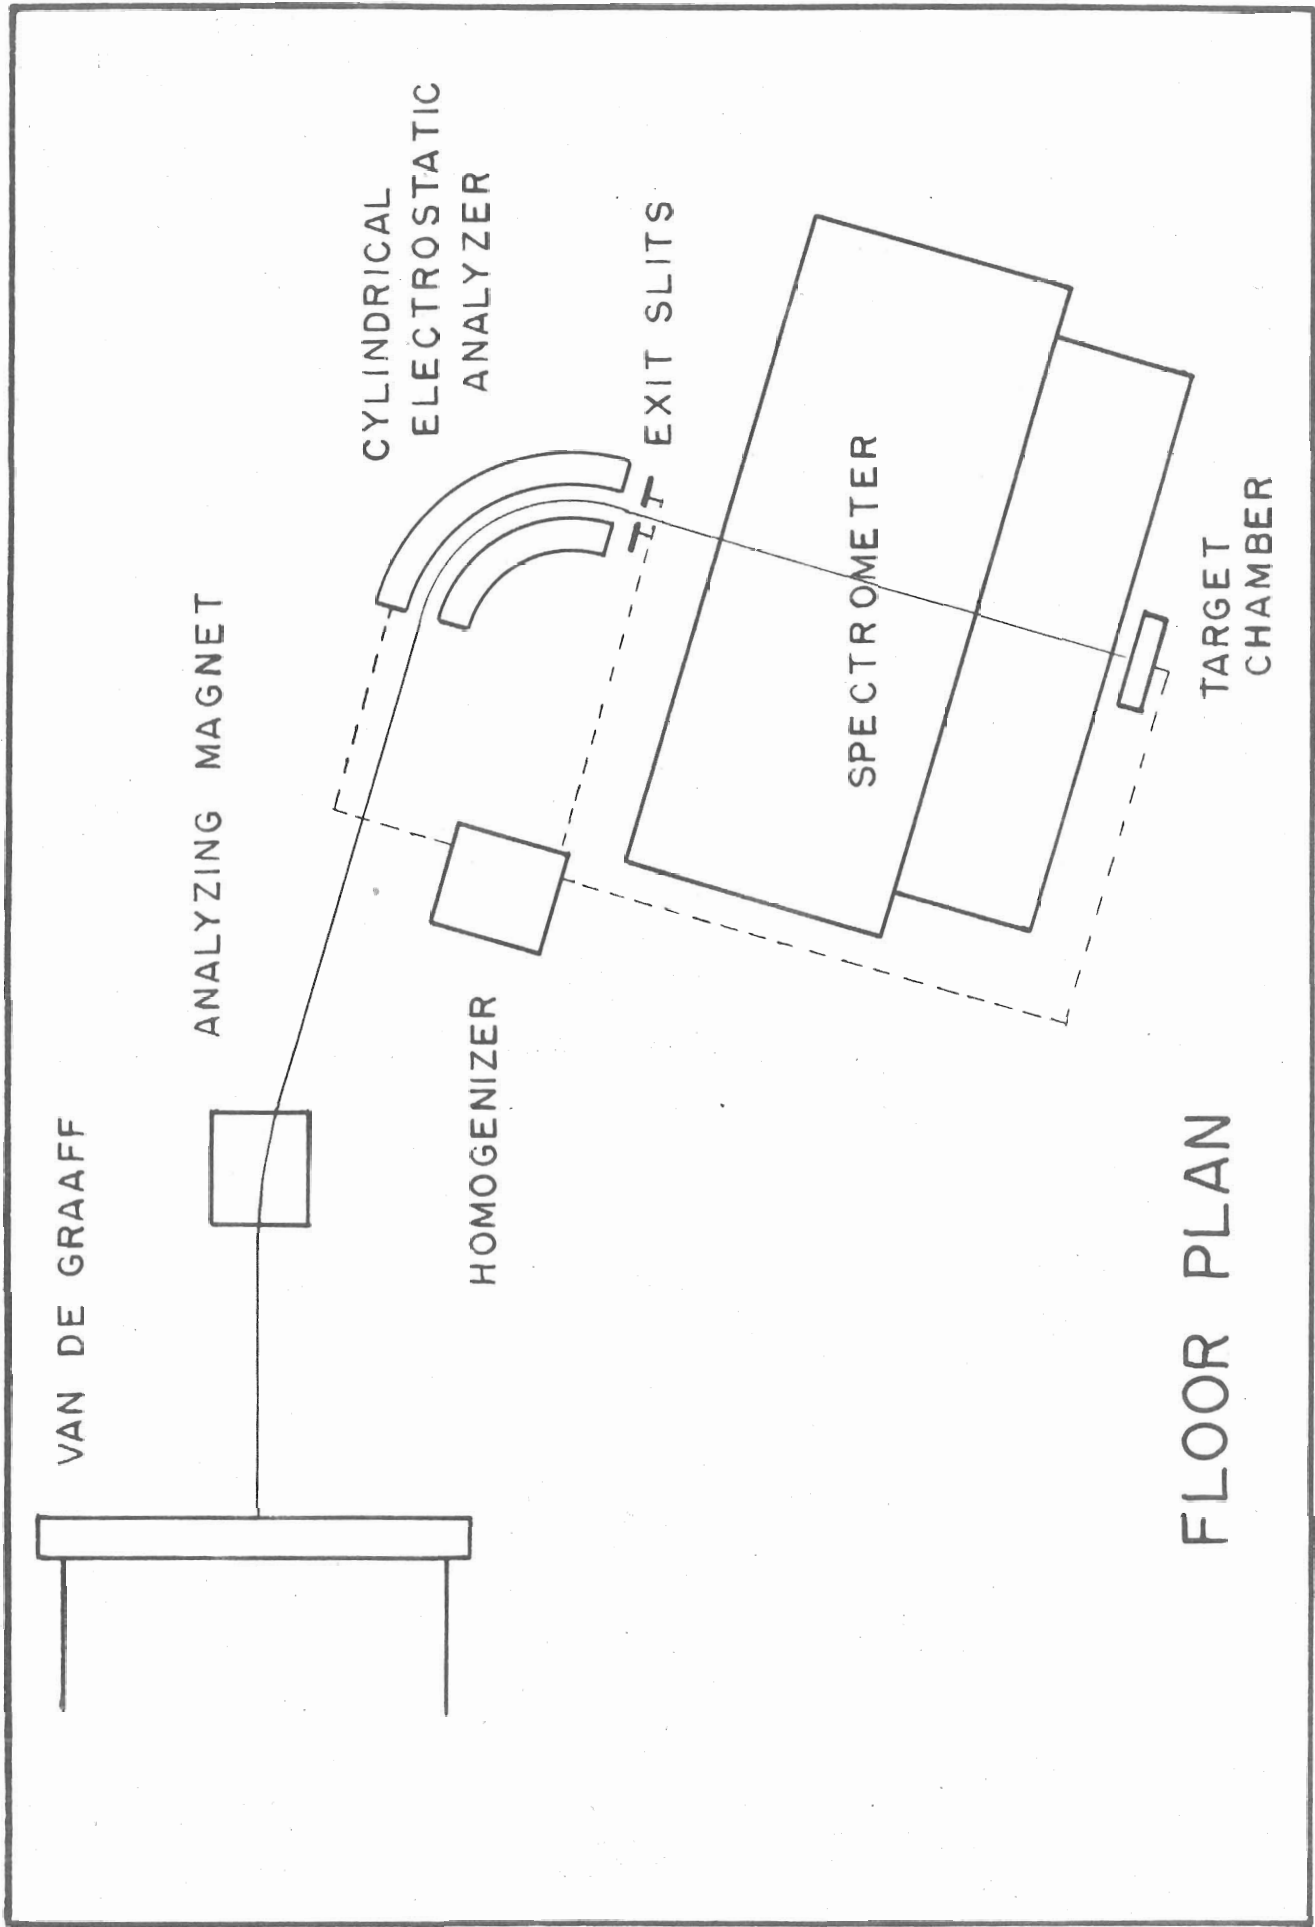 VAN DE GRAAFF
ANALYZING MAGNET
CYLINDRICAL
ELECTROSTATIC
ANALYZER
HOMOGENIZER
EXIT SLITS
SPECTROMETER
TARGET
CHAMBER
FLOOR PLAN